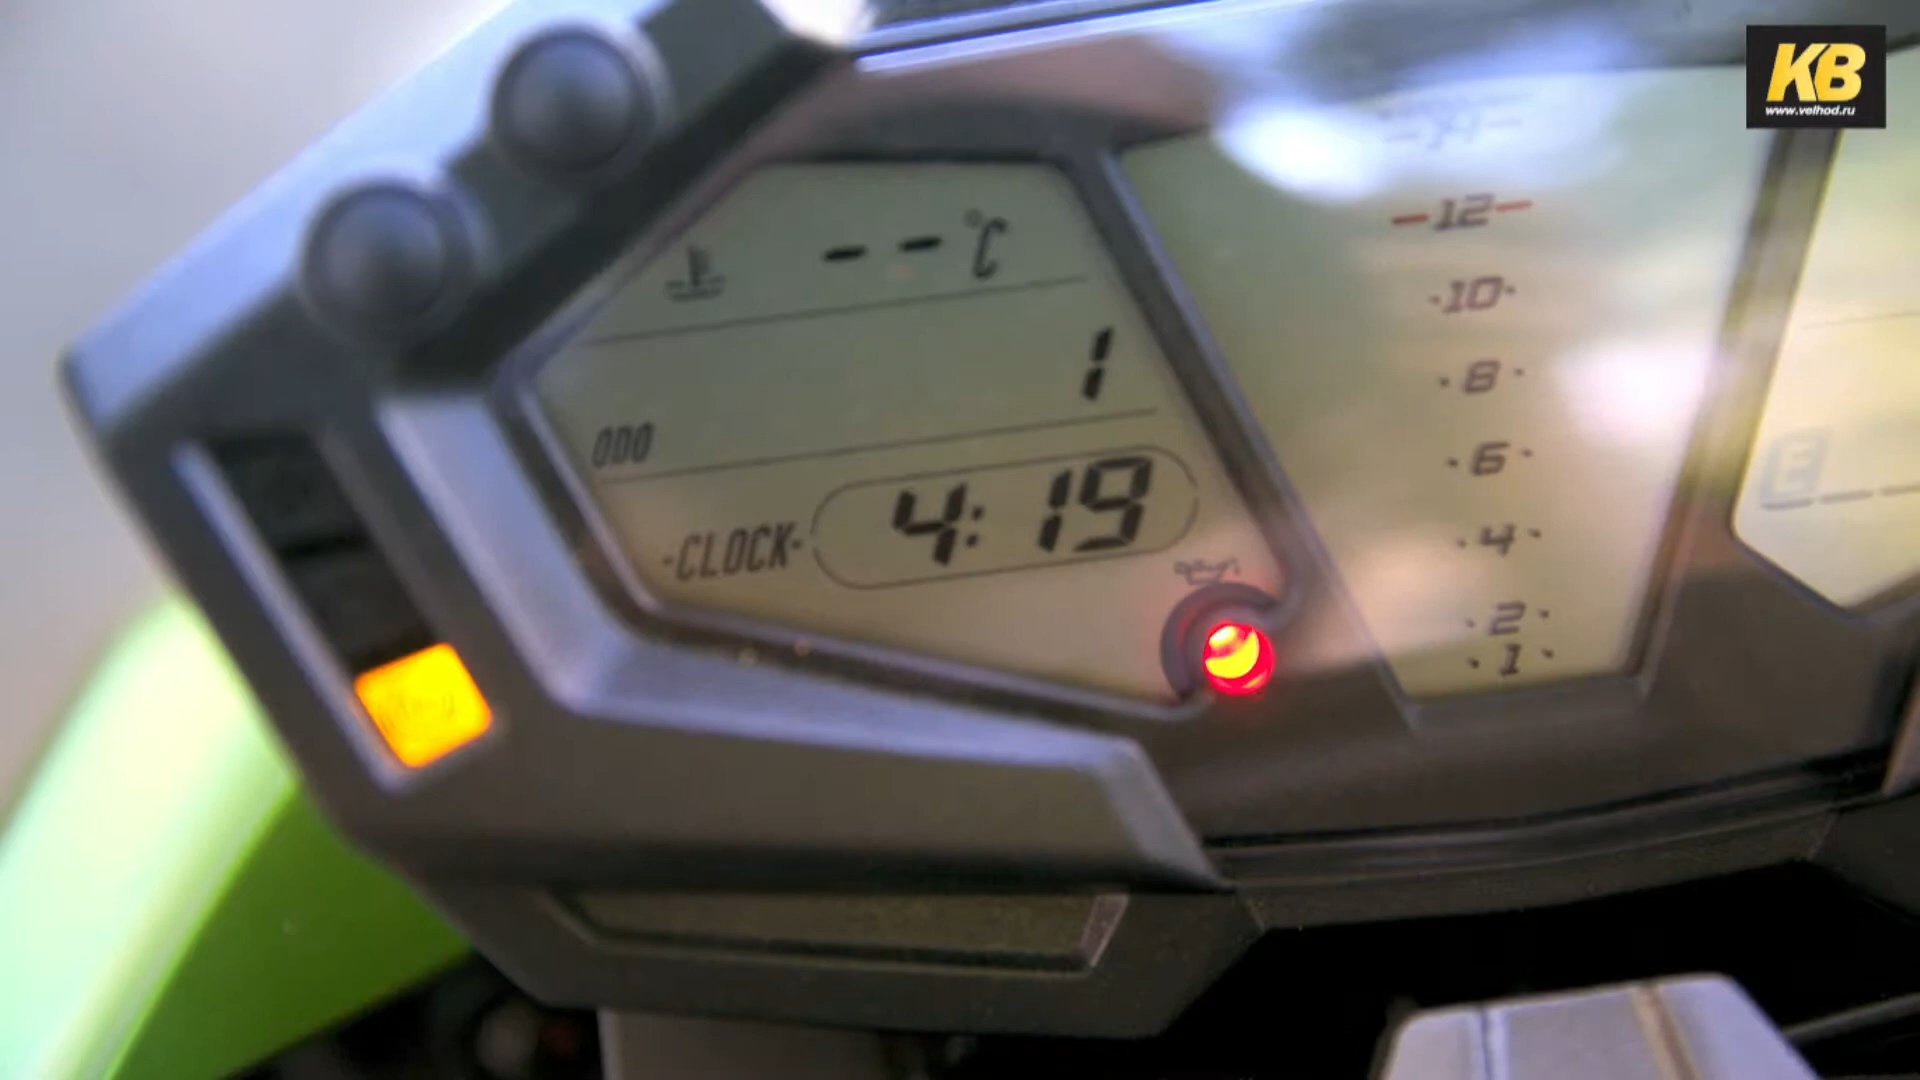 KB
www.velhod.ru
-- °C
1
ODO
-CLOCK- 4:19
-12-
·10·
·8·
·6·
·4·
·2·
·1·
E